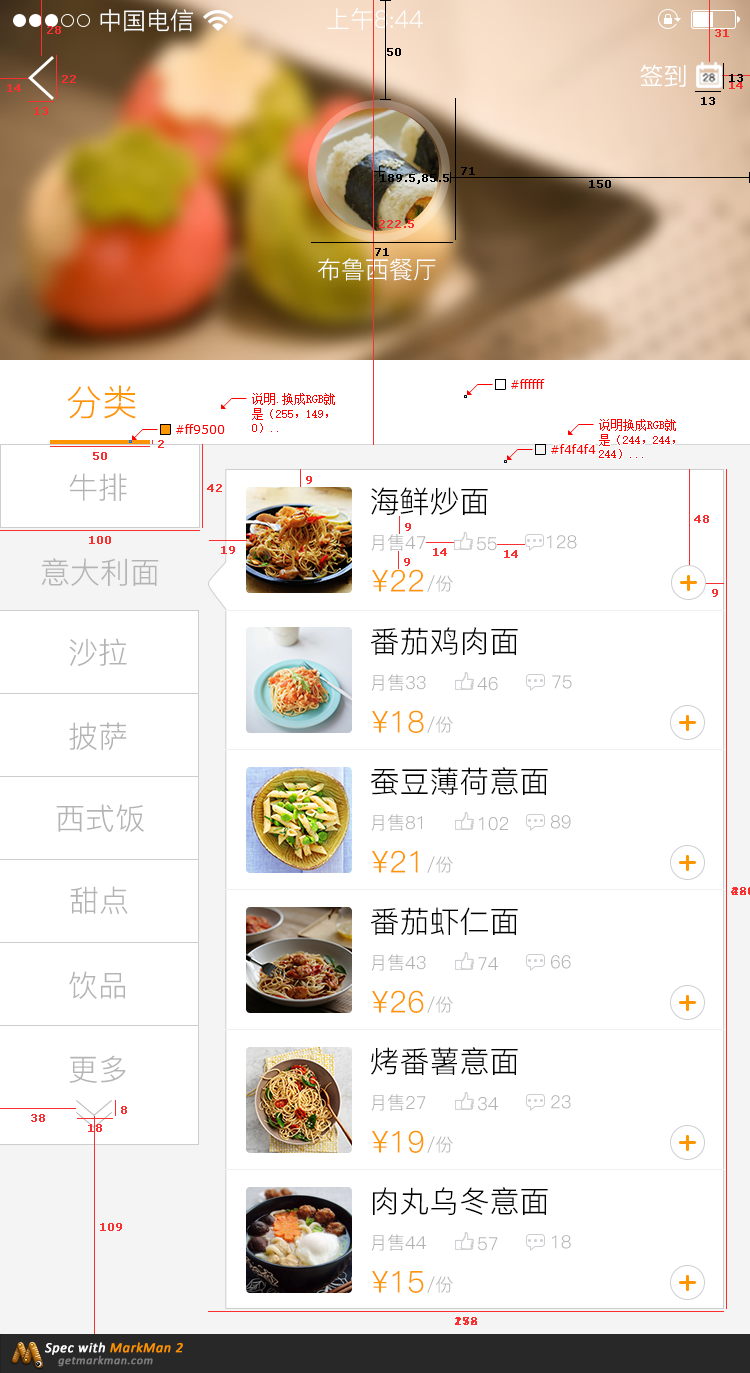 中国电信 上午8:44
28
31
50
签到 28
22
14
13
14
13
13
71
189.5,85.5
150
222.5
71
布鲁西餐厅
分类
#ffffff
说明.换成RGB就
是（255，149，
0）..
#ff9500
说明换成RGB就
是（244，244，
244）...
#f4f4f4
2
50
牛排
42
100
意大利面
沙拉
披萨
西式饭
甜点
饮品
更多
8
38
18
109
9
19
海鲜炒面
9
月售47 14 55 14 128
9
¥22/份
48
9
番茄鸡肉面
月售33 46 75
¥18/份
蚕豆薄荷意面
月售81 102 89
¥21/份
番茄虾仁面
月售43 74 66
¥26/份
烤番薯意面
月售27 34 23
¥19/份
肉丸乌冬意面
月售44 57 18
¥15/份
Spec with MarkMan 2
getmarkman.com